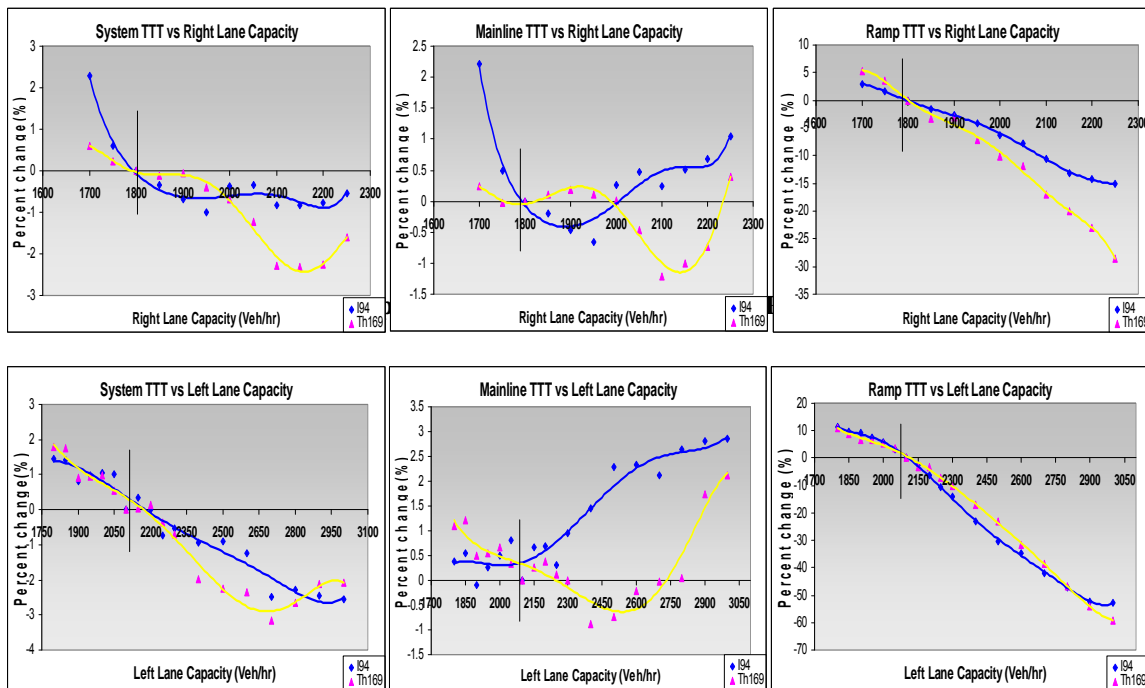 System TTT vs Right Lane Capacity
Percent change (%)
3
2
1
0
-1
-2
-3
1600 1700 1800 1900 2000 2100 2200 2300
Right Lane Capacity (Veh/hr)
I94
Th169
Mainline TTT vs Right Lane Capacity
Percent change (%)
2.5
2
1.5
1
0.5
0
-0.5
-1
-1.5
1600 1700 1800 1900 2000 2100 2200 2300
Right Lane Capacity (Veh/hr)
I94
Th169
Ramp TTT vs Right Lane Capacity
Percent change (%)
10
5
0
-5
-10
-15
-20
-25
-30
-35
1600 1700 1800 1900 2000 2100 2200 2300
Right Lane Capacity (Veh/hr)
I94
Th169
System TTT vs Left Lane Capacity
Percent change (%)
3
2
1
0
-1
-2
-3
-4
1750 1900 2050 2200 2350 2500 2650 2800 2950 3100
Left Lane Capacity (Veh/hr)
I94
Th169
Mainline TTT vs Left Lane Capacity
Percent change (%)
3.5
3
2.5
2
1.5
1
0.5
0
-0.5
-1
-1.5
1700 1850 2000 2150 2300 2450 2600 2750 2900 3050
Left Lane Capacity (Veh/hr)
I94
Th169
Ramp TTT vs Left Lane Capacity
Percent change (%)
20
10
0
-10
-20
-30
-40
-50
-60
-70
1700 1850 2000 2150 2300 2450 2600 2750 2900 3050
Left Lane Capacity (Veh/hr)
I94
Th169